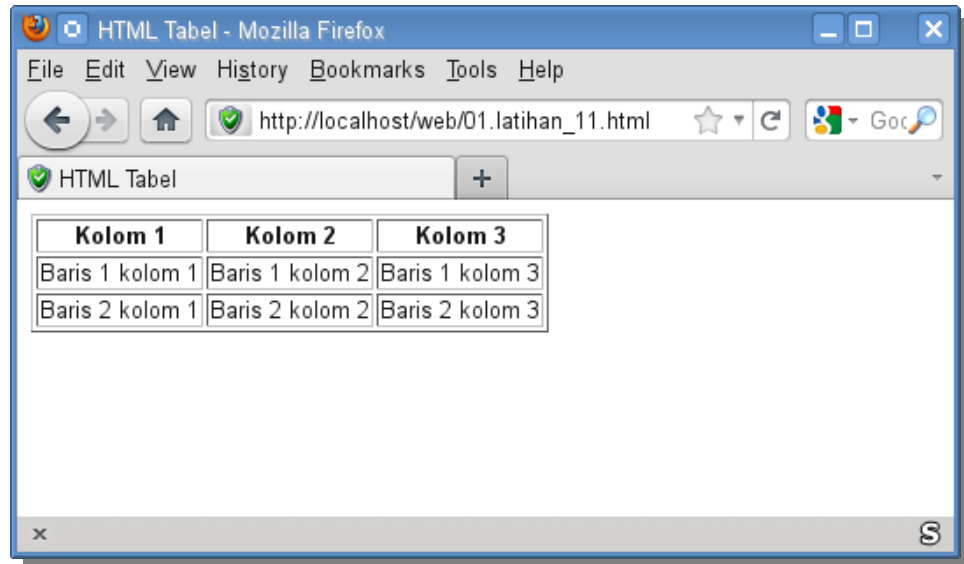 HTML Tabel - Mozilla Firefox
File Edit View History Bookmarks Tools Help
http://localhost/web/01.latihan_11.html
HTML Tabel
Kolom 1 Kolom 2 Kolom 3
Baris 1 kolom 1 Baris 1 kolom 2 Baris 1 kolom 3
Baris 2 kolom 1 Baris 2 kolom 2 Baris 2 kolom 3
S